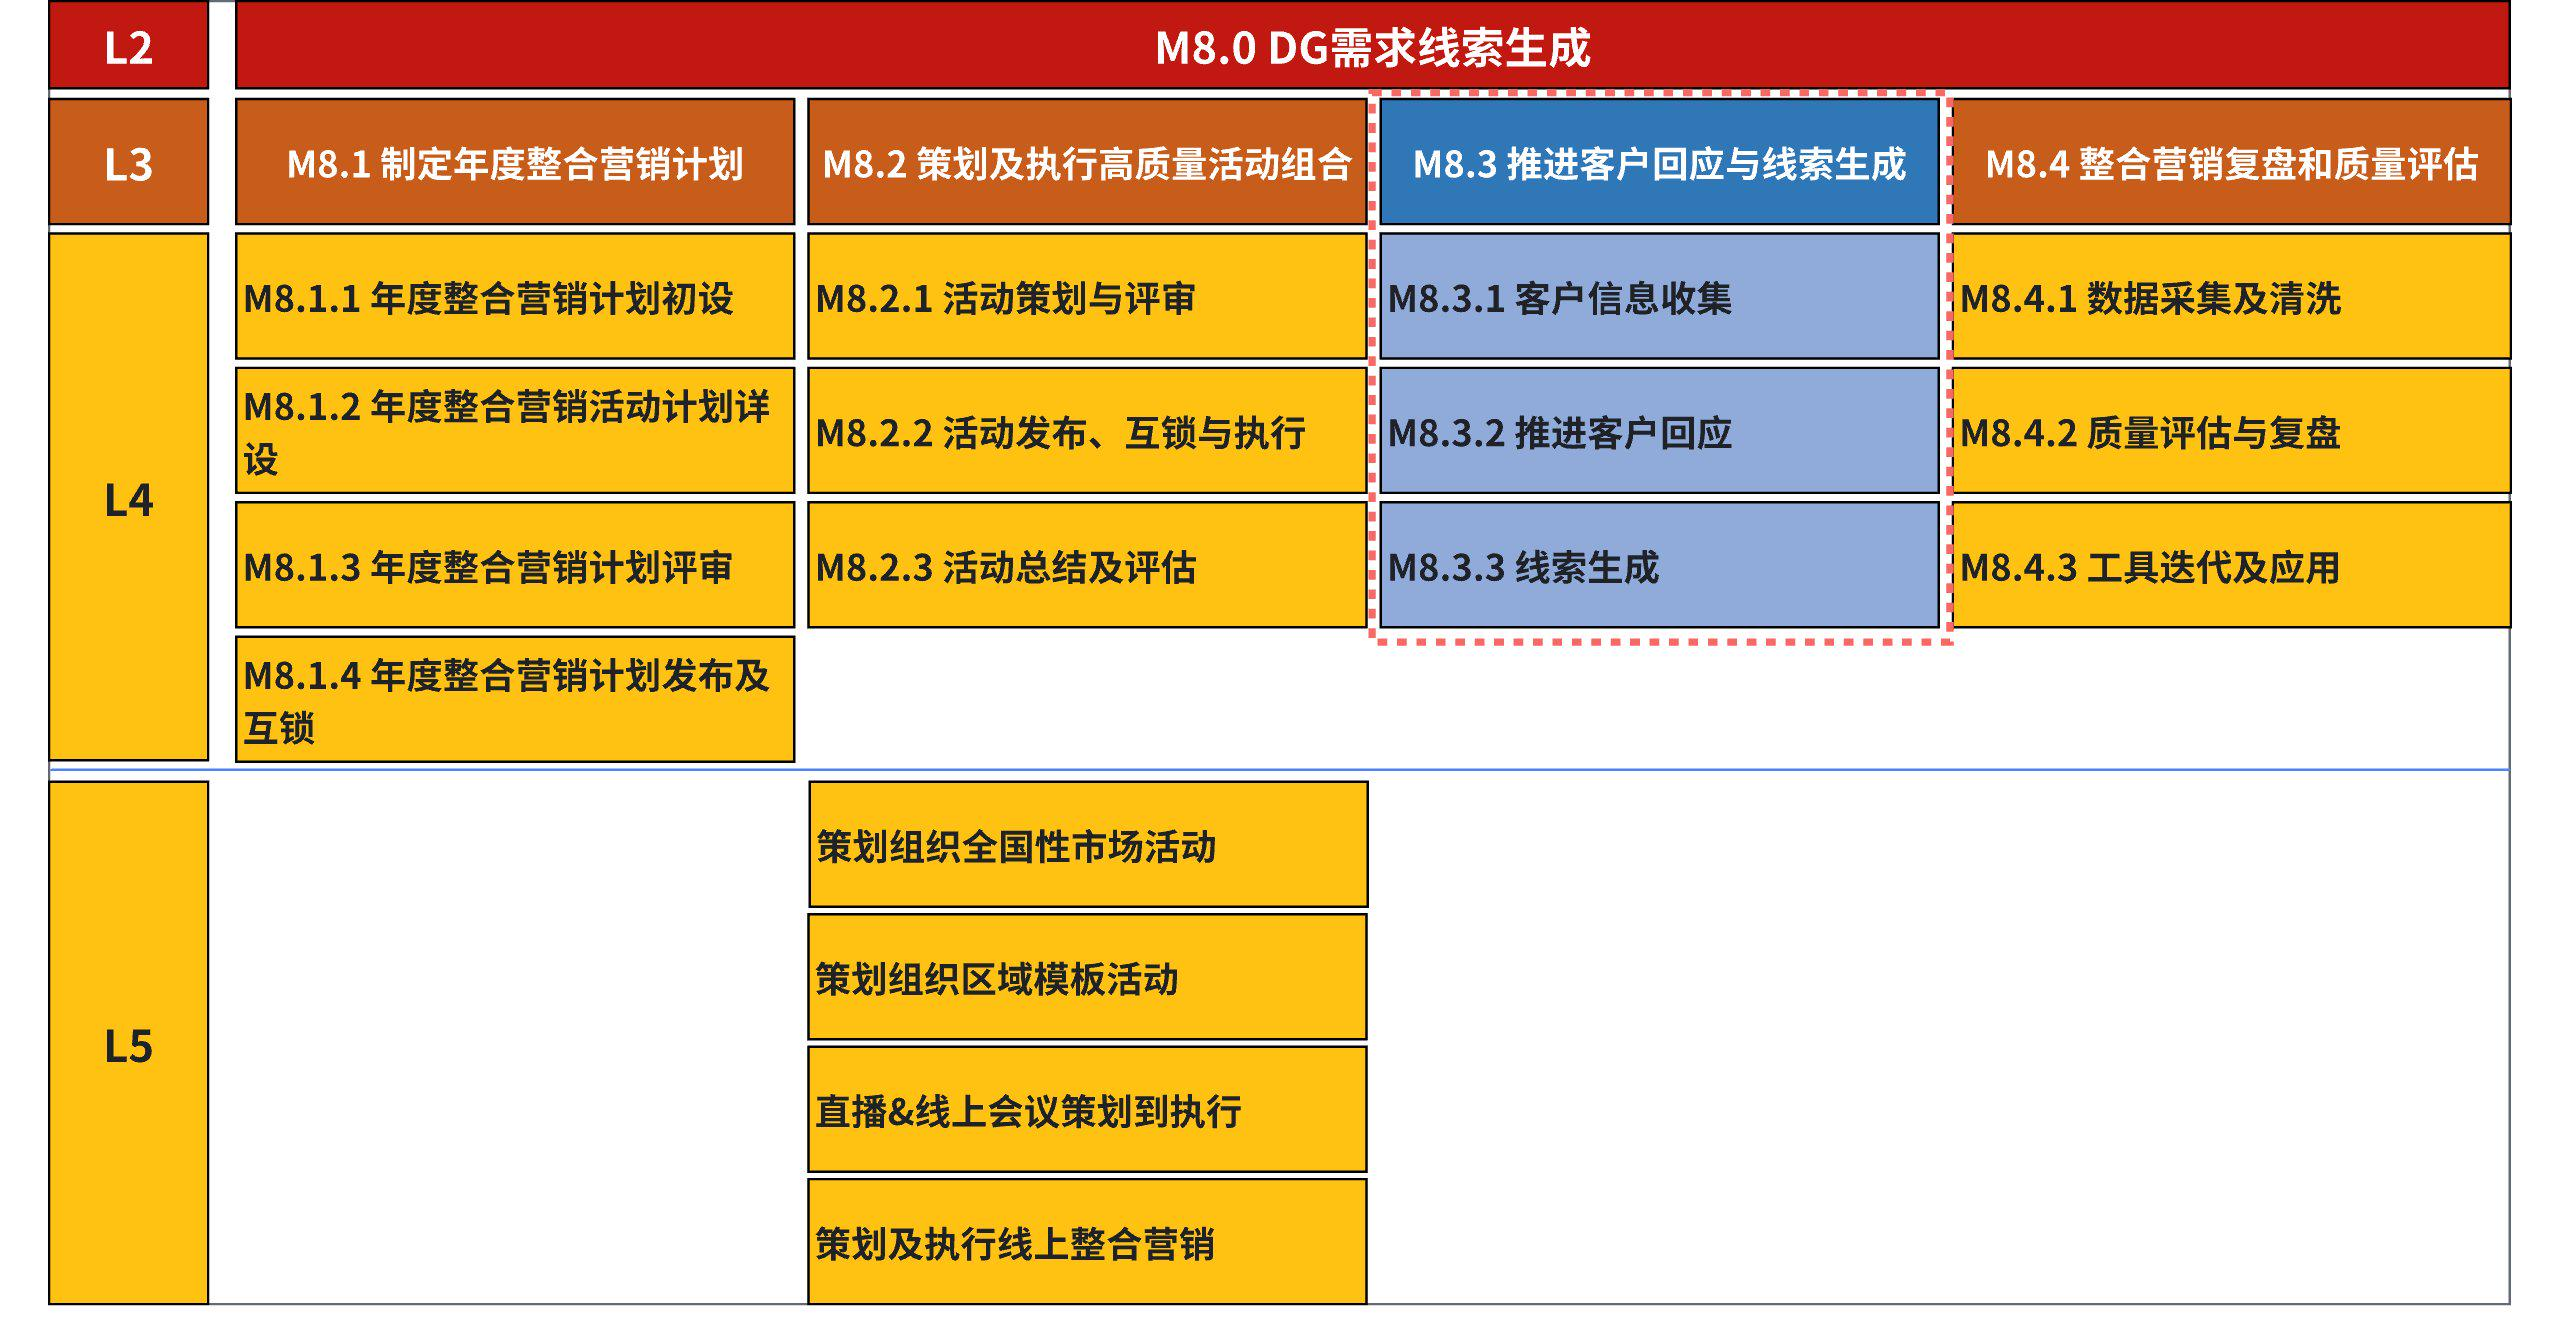 L2
M8.0 DG需求线索生成
L3
M8.1 制定年度整合营销计划
M8.2 策划及执行高质量活动组合
M8.3 推进客户回应与线索生成
M8.4 整合营销复盘和质量评估
L4
M8.1.1 年度整合营销计划初设
M8.2.1 活动策划与评审
M8.3.1 客户信息收集
M8.4.1 数据采集及清洗
M8.1.2 年度整合营销活动计划详
设
M8.2.2 活动发布、互锁与执行
M8.3.2 推进客户回应
M8.4.2 质量评估与复盘
M8.1.3 年度整合营销计划评审
M8.2.3 活动总结及评估
M8.3.3 线索生成
M8.4.3 工具迭代及应用
M8.1.4 年度整合营销计划发布及
互锁
L5
策划组织全国性市场活动
策划组织区域模板活动
直播&线上会议策划到执行
策划及执行线上整合营销